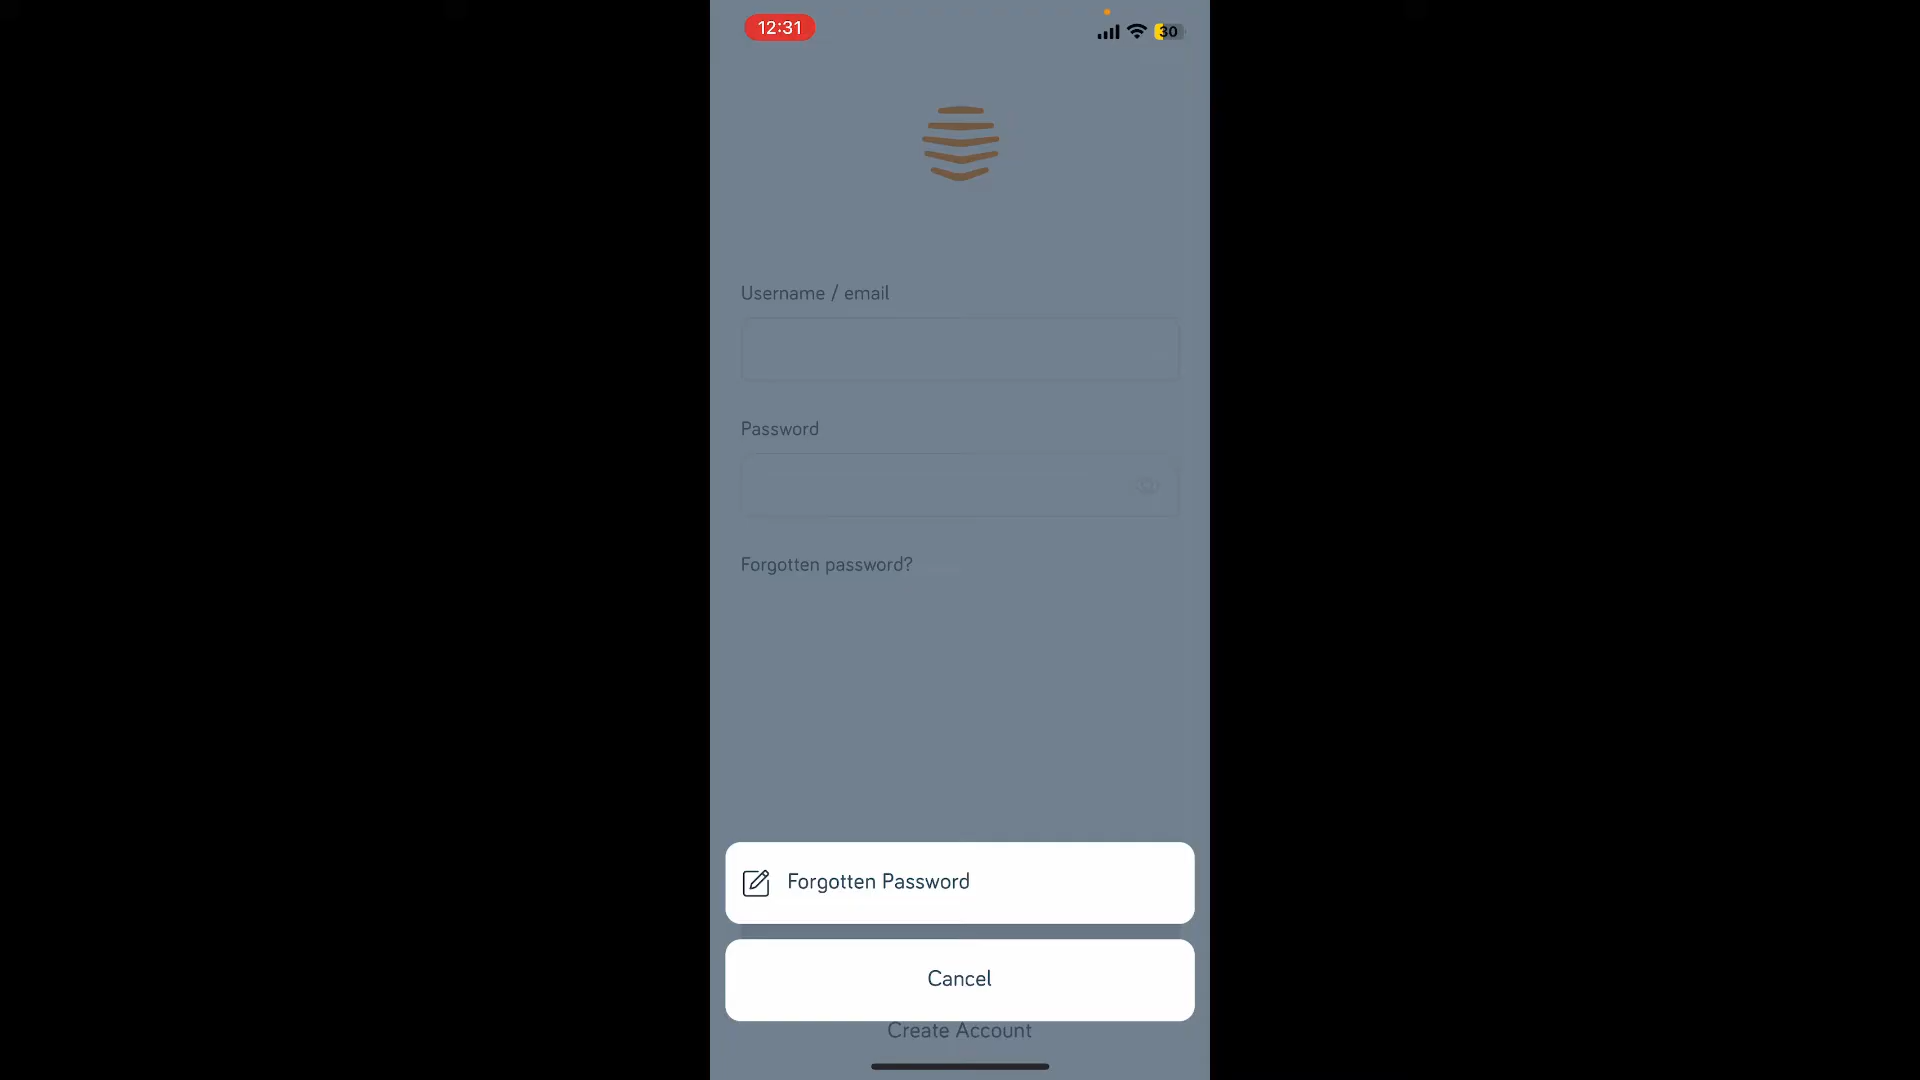 12:31
30
Username / email
Password
Forgotten password?
Forgotten Password
Cancel
Create Account